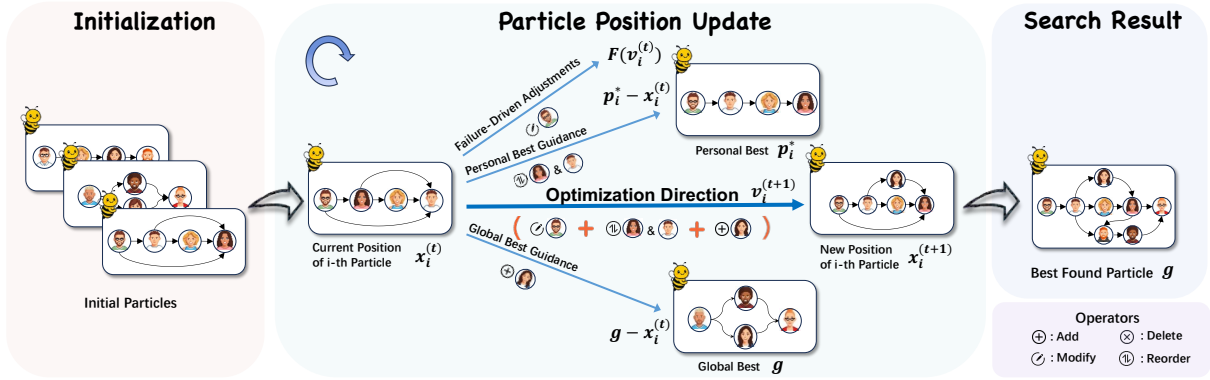 Initialization
Initial Particles
Particle Position Update
Failure-Driven Adjustments
F(v_i^{(t)})
Personal Best Guidance
p_i^* − x_i^{(t)}
&
Personal Best p_i^*
Current Position
of i-th Particle x_i^{(t)}
Optimization Direction v_i^{(t+1)}
( + & + )
New Position
of i-th Particle x_i^{(t+1)}
Global Best Guidance
g − x_i^{(t)}
Global Best g
Search Result
Best Found Particle g
Operators
: Add
: Delete
: Modify
: Reorder